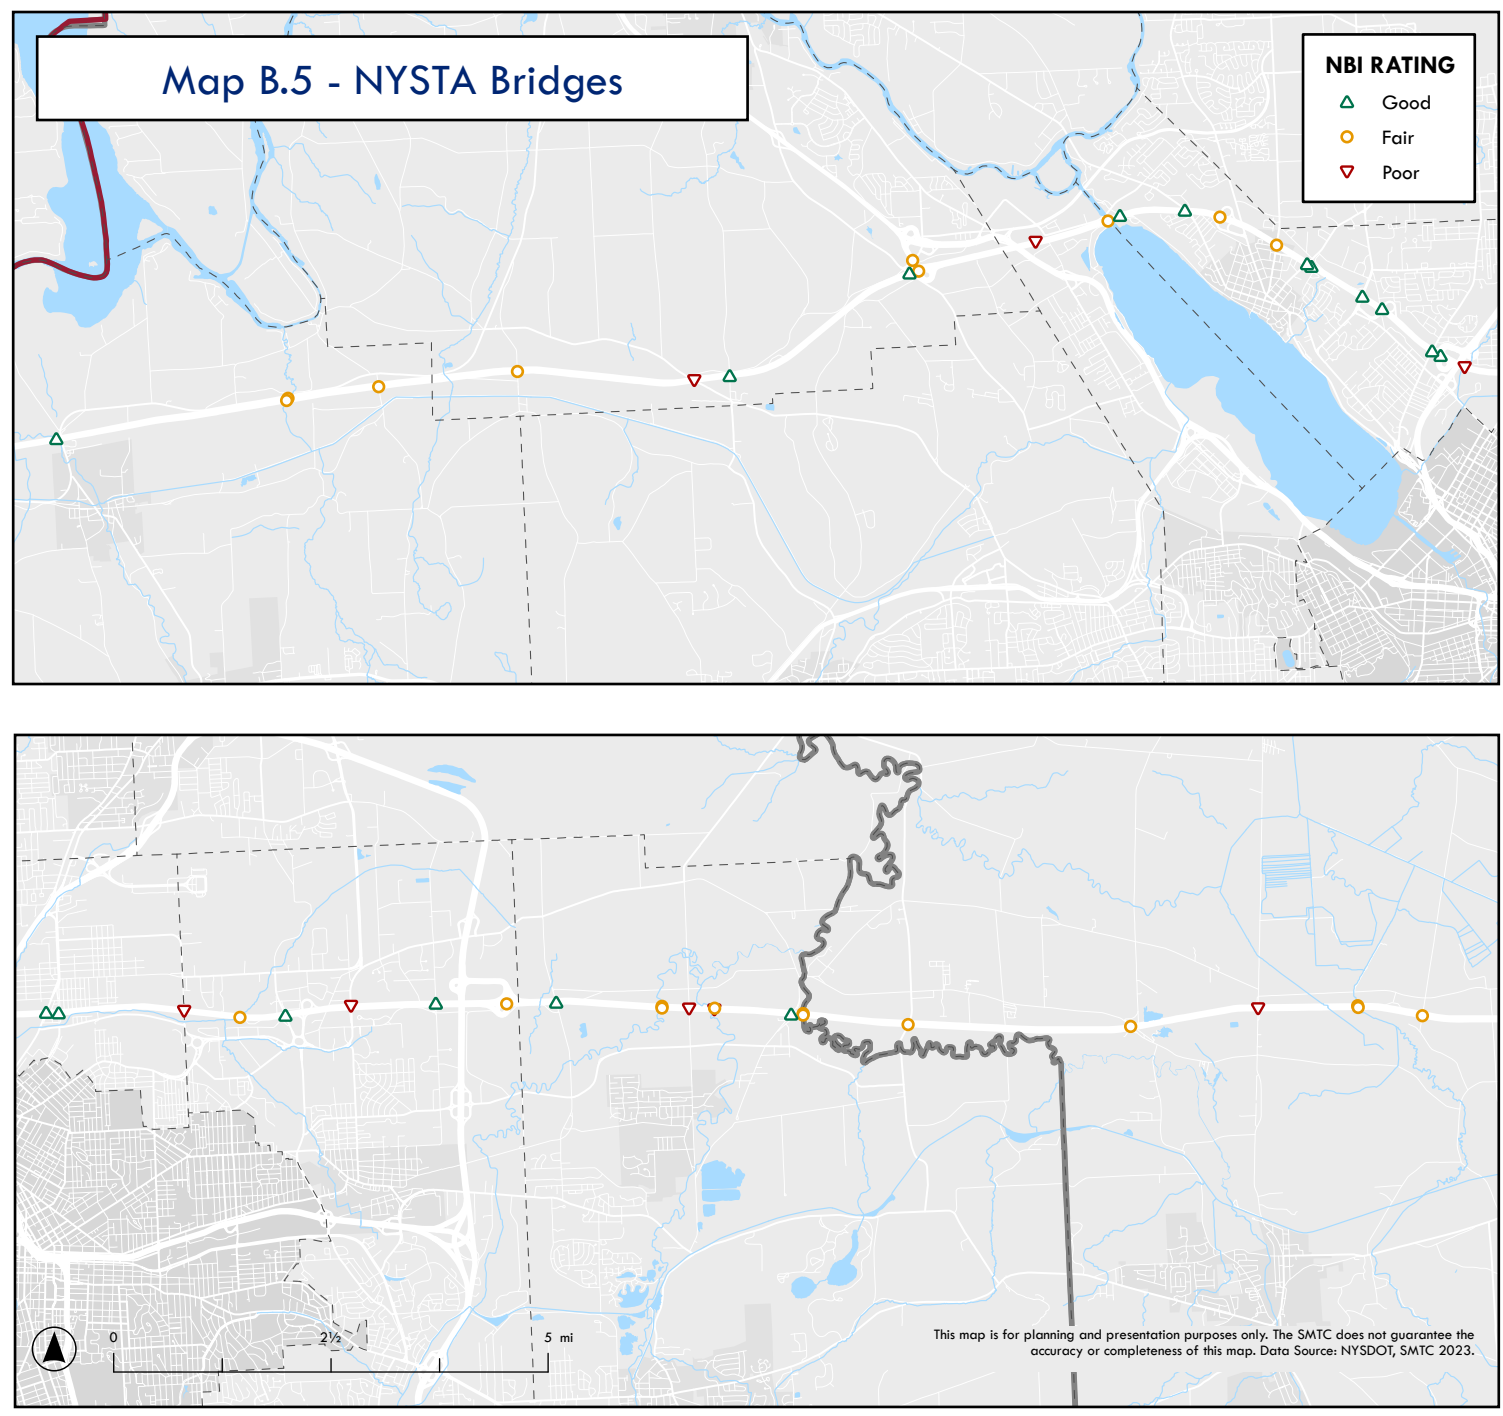 Map B.5 - NYSTA Bridges
NBI RATING
Good
Fair
Poor
0 2½ 5 mi
This map is for planning and presentation purposes only. The SMTC does not guarantee the
accuracy or completeness of this map. Data Source: NYSDOT, SMTC 2023.